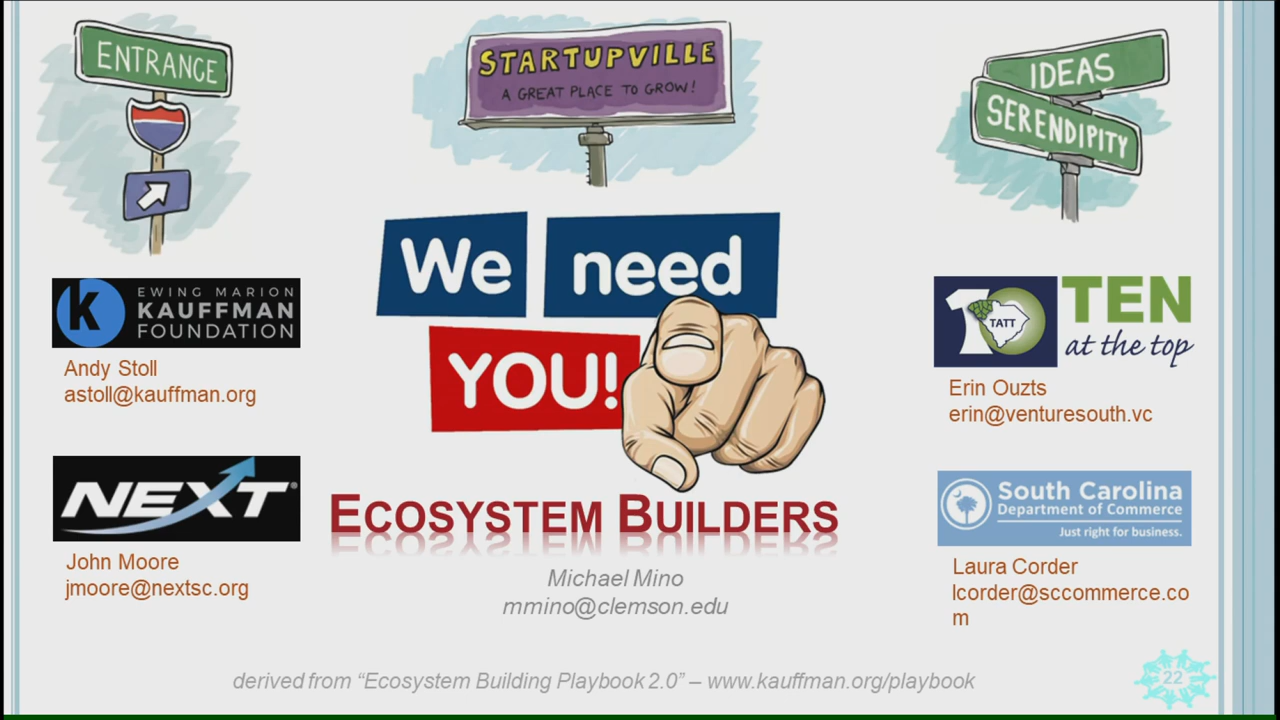 ENTRANCE
STARTUPVILLE
A GREAT PLACE TO GROW!
IDEAS
SERENDIPITY
We need
YOU!
K
EWING MARION
KAUFFMAN
FOUNDATION
Andy Stoll
astoll@kauffman.org
10
TATT
TEN
at the top
Erin Ouzts
erin@venturesouth.vc
NEXT®
John Moore
jmoore@nextsc.org
ECOSYSTEM BUILDERS
Michael Mino
mmino@clemson.edu
South Carolina
Department of Commerce
Just right for business.
Laura Corder
lcorder@sccommerce.co
m
derived from “Ecosystem Building Playbook 2.0” – www.kauffman.org/playbook
22